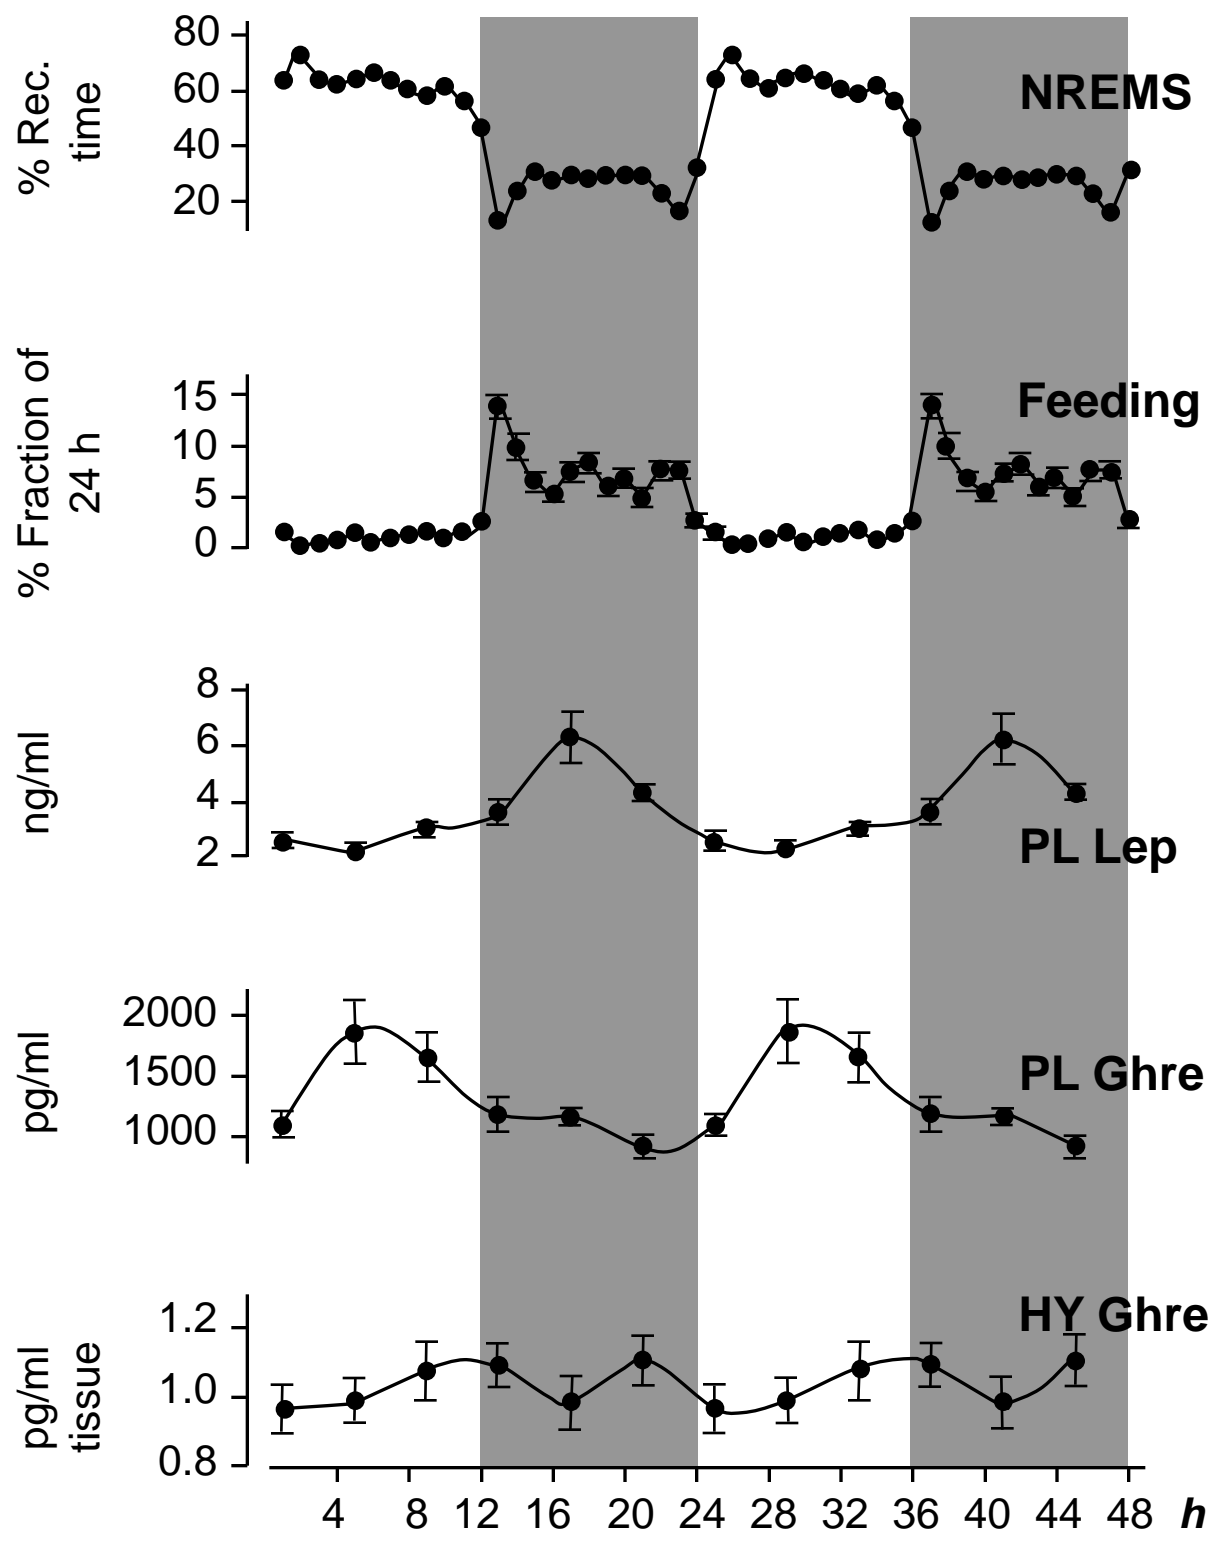 80
60
40
20
% Rec.
time
NREMS
15
10
5
0
% Fraction of
24 h
Feeding
8
6
4
2
ng/ml
PL Lep
2000
1500
1000
pg/ml
PL Ghre
1.2
1.0
0.8
pg/ml
tissue
HY Ghre
4 8 12 16 20 24 28 32 36 40 44 48 h